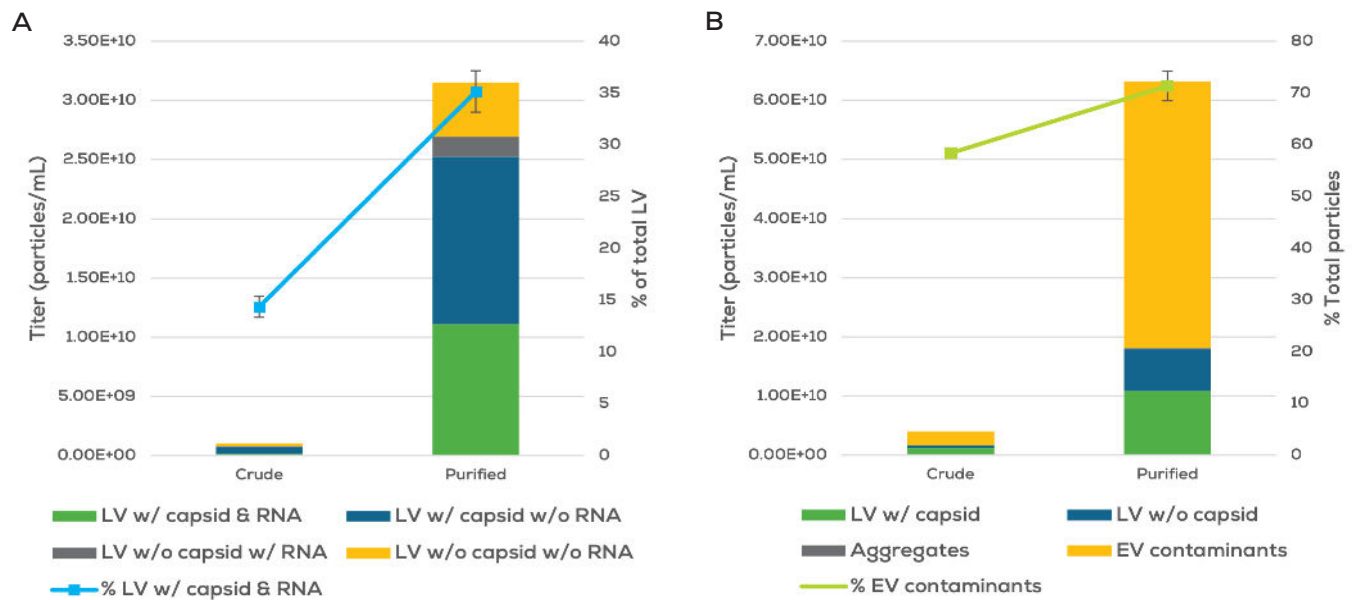 A
3.50E+10
3.00E+10
2.50E+10
2.00E+10
1.50E+10
1.00E+10
5.00E+09
0.00E+00
Titer (particles/mL)
40
35
30
25
20
15
10
5
0
% of total LV
Crude
Purified
LV w/ capsid & RNA
LV w/ capsid w/o RNA
LV w/o capsid w/ RNA
LV w/o capsid w/o RNA
% LV w/ capsid & RNA
B
7.00E+10
6.00E+10
5.00E+10
4.00E+10
3.00E+10
2.00E+10
1.00E+10
0.00E+00
Titer (particles/mL)
80
70
60
50
40
30
20
10
0
% Total particles
Crude
Purified
LV w/ capsid
LV w/o capsid
Aggregates
EV contaminants
% EV contaminants